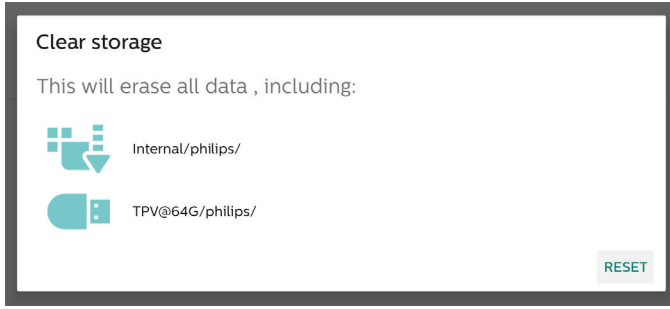 Clear storage
This will erase all data , including:
Internal/philips/
TPV@64G/philips/
RESET